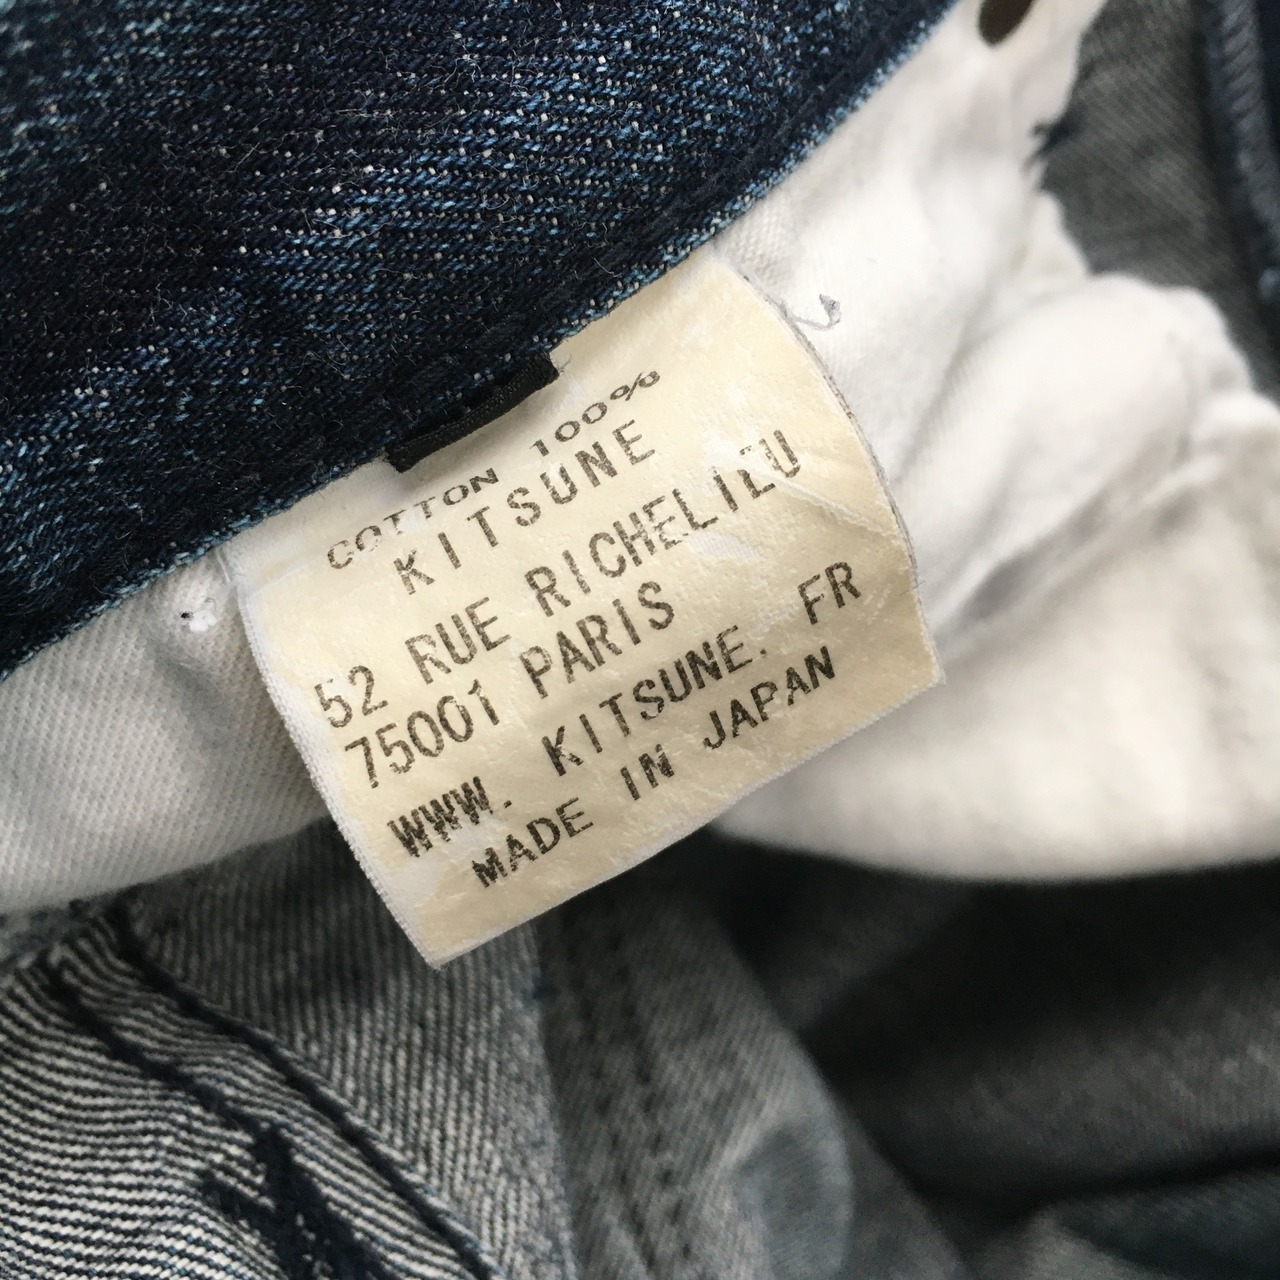 COTTON 100%
KITSUNE
52 RUE RICHELIEU
75001 PARIS
WWW. KITSUNE. FR
MADE IN JAPAN